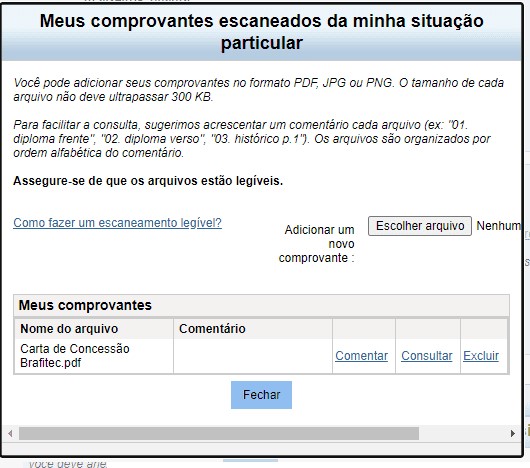 Meus comprovantes escaneados da minha situação
particular
Você pode adicionar seus comprovantes no formato PDF, JPG ou PNG. O tamanho de cada
arquivo não deve ultrapassar 300 KB.
Para facilitar a consulta, sugerimos acrescentar um comentário cada arquivo (ex: "01.
diploma frente", "02. diploma verso", "03. histórico p.1"). Os arquivos são organizados por
ordem alfabética do comentário.
Assegure-se de que os arquivos estão legíveis.
Como fazer um escaneamento legível?
Adicionar um
novo
comprovante :
Escolher arquivo Nenhum
Meus comprovantes
Nome do arquivo Comentário
Carta de Concessão
Brafitec.pdf
Comentar Consultar Excluir
Fechar